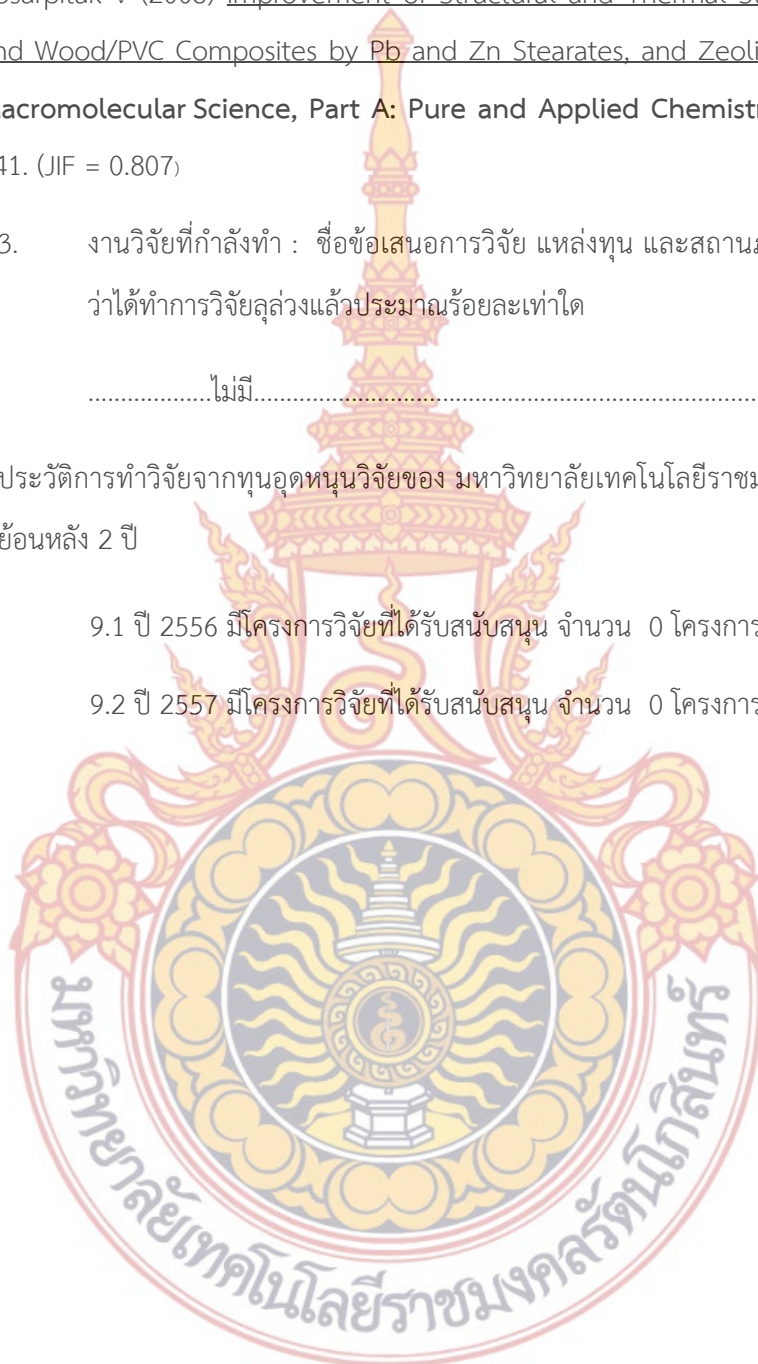 osarpitak V (2008) Improvement of Structural and Thermal St
nd Wood/PVC Composites by Pb and Zn Stearates, and Zeoli
acromolecular Science, Part A: Pure and Applied Chemistr
41. (JIF = 0.807)
3. งานวิจัยที่กำลังทำ : ชื่อข้อเสนอการวิจัย แหล่งทุน และสถานภ
ว่าได้ทำการวิจัยลุล่วงแล้วประมาณร้อยละเท่าใด
..................ไม่มี..........................................................................
ประวัติการทำวิจัยจากทุนอุดหนุนวิจัยของ มหาวิทยาลัยเทคโนโลยีราชม
ย้อนหลัง 2 ปี
9.1 ปี 2556 มีโครงการวิจัยที่ได้รับสนับสนุน จำนวน 0 โครงการ
9.2 ปี 2557 มีโครงการวิจัยที่ได้รับสนับสนุน จำนวน 0 โครงการ
มหาวิทยาลัยเทคโนโลยีราชมงคลรัตนโกสินทร์